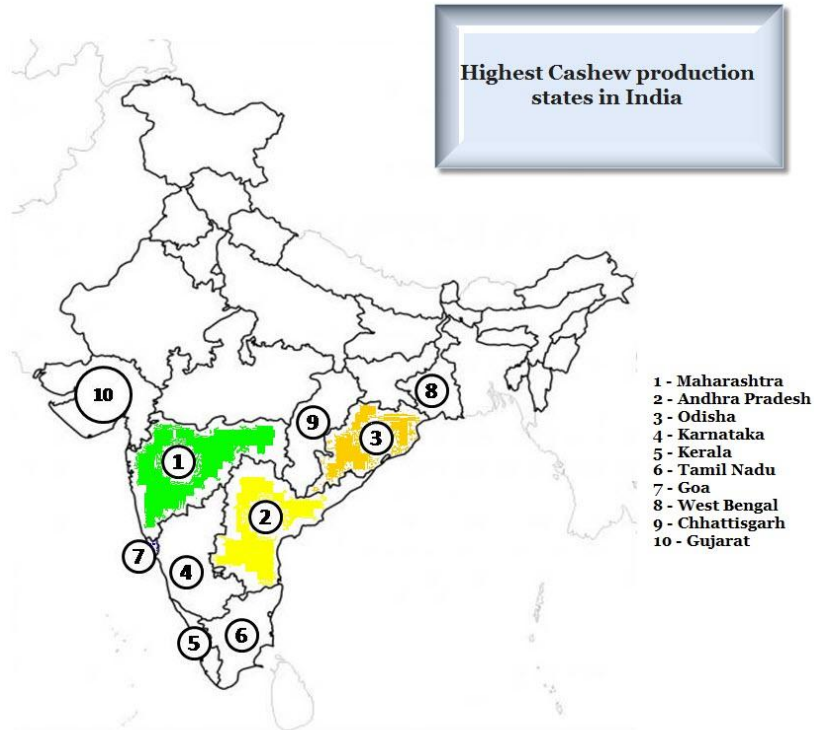 Highest Cashew production
states in India
10
8
9
3
1
2
7
4
5
6
1 - Maharashtra
2 - Andhra Pradesh
3 - Odisha
4 - Karnataka
5 - Kerala
6 - Tamil Nadu
7 - Goa
8 - West Bengal
9 - Chhattisgarh
10 - Gujarat